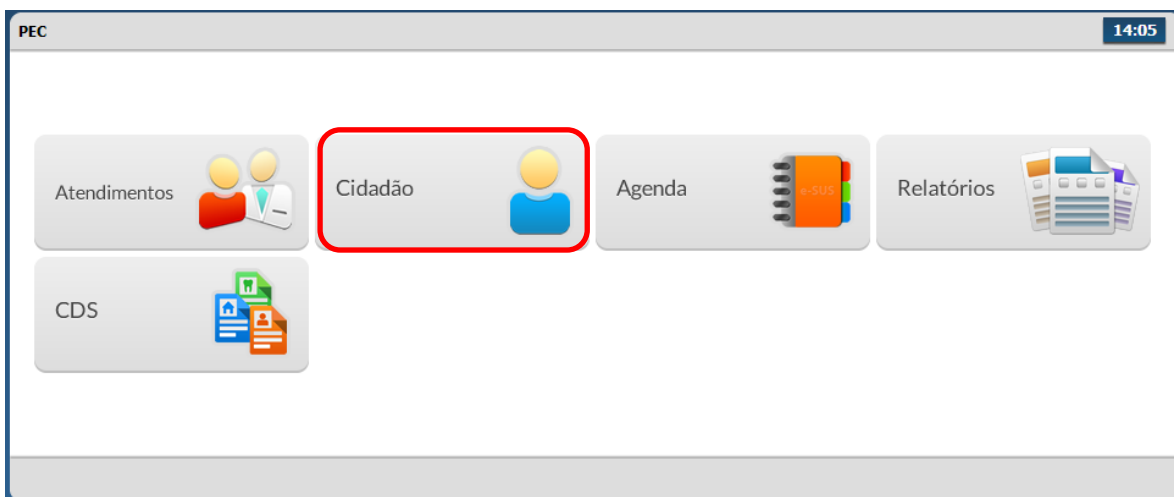 PEC
14:05
Atendimentos
Cidadão
Agenda
e-SUS
Relatórios
CDS